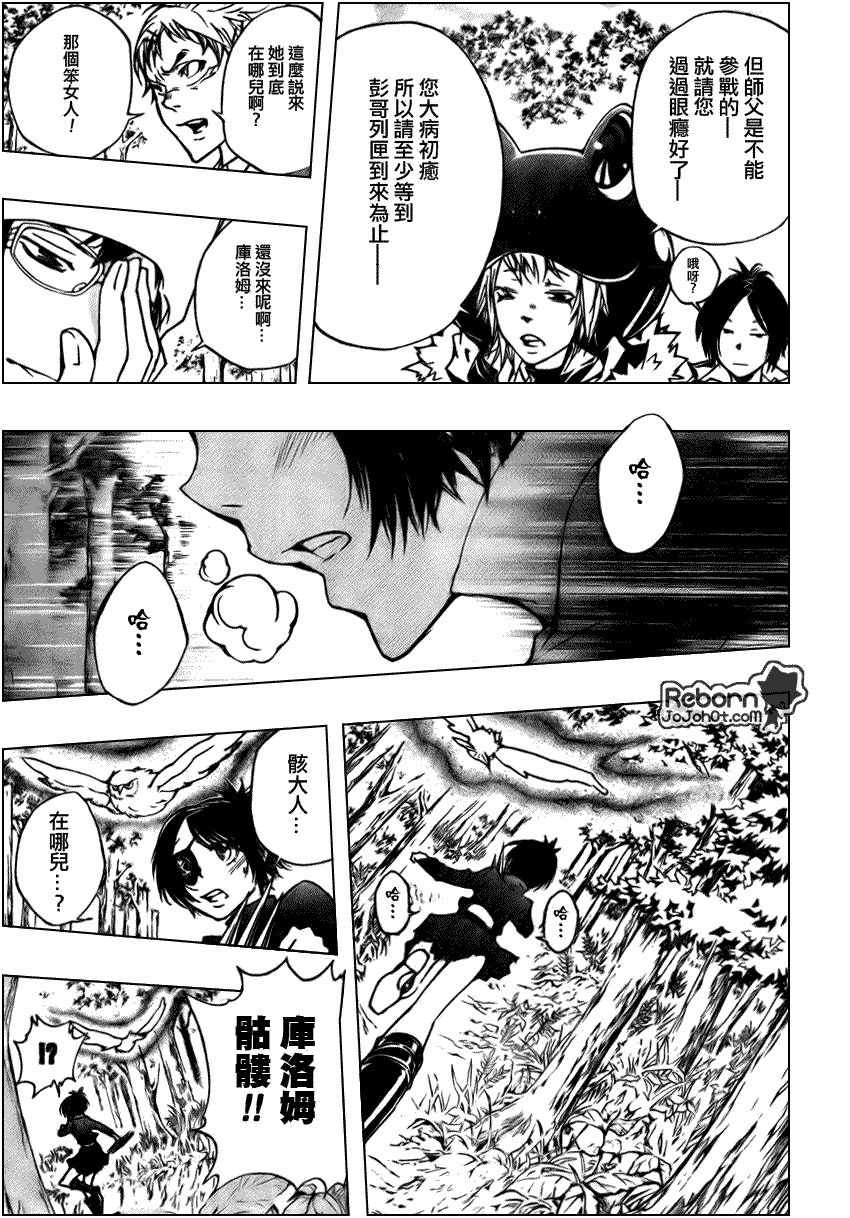 但師父是不能
參戰的—
就請您
過過眼癮好了—
哦呀？
您大病初癒
所以請至少等到
彭哥列匣到來為止——
這麼說來
她到底
在哪兒啊？
那個笨女人！
還沒來呢啊…
庫洛姆…
哈…
哈…
Reborn
JoJohot.com
哈…
哈…
骸大人…
在哪兒…？
庫洛姆
骷髏!!
!?